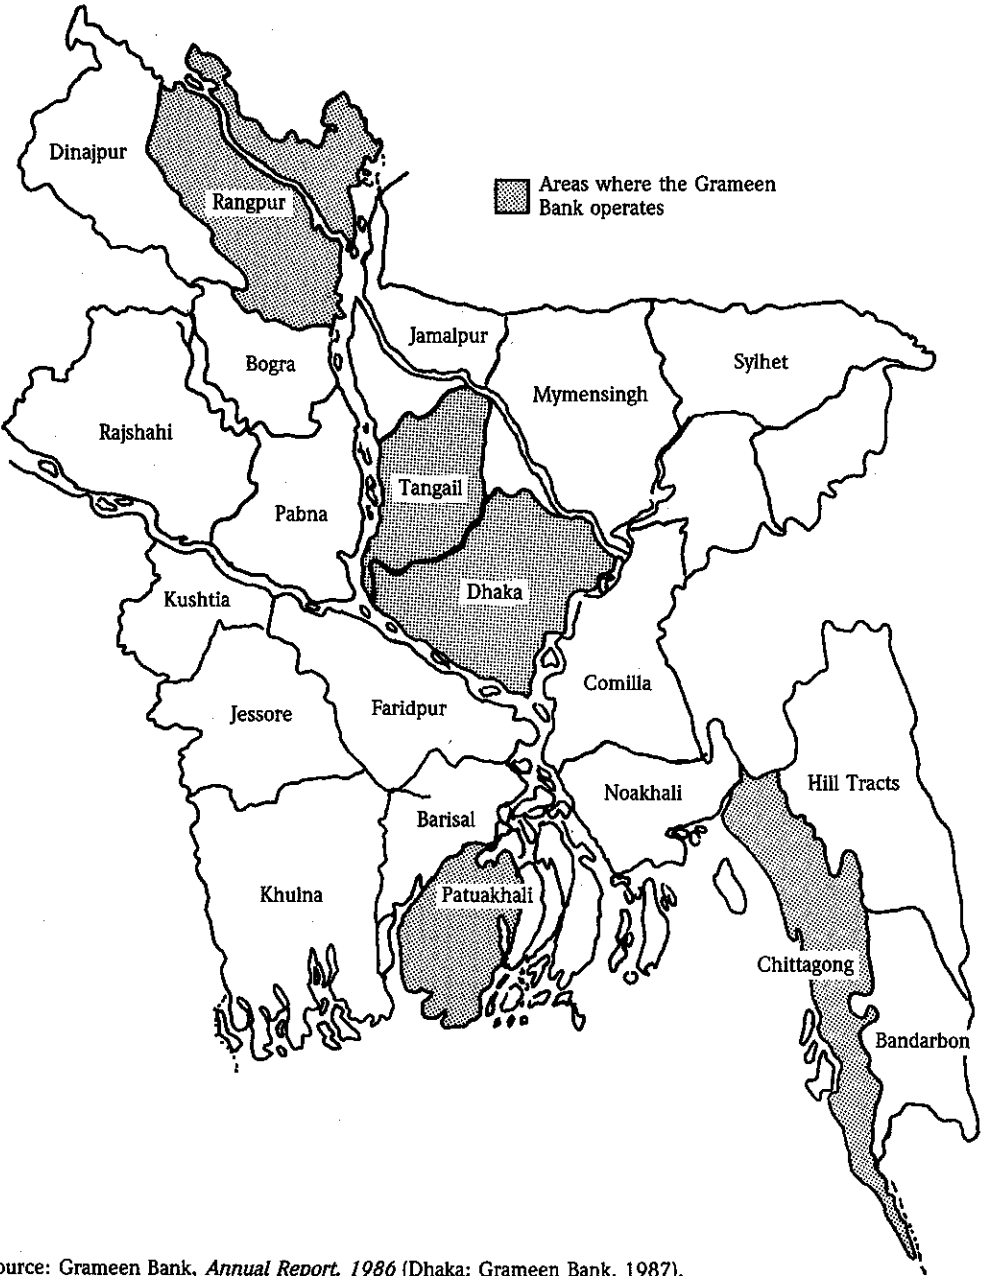 Dinajpur
Areas where the Grameen
Bank operates
Rangpur
Jamalpur
Bogra
Sylhet
Mymensingh
Rajshahi
Tangail
Pabna
Dhaka
Kushtia
Comilla
Jessore
Faridpur
Hill Tracts
Noakhali
Barisal
Khulna
Patuakhali
Chittagong
Bandarbon
ource: Grameen Bank, Annual Report, 1986 (Dhaka: Grameen Bank, 1987).